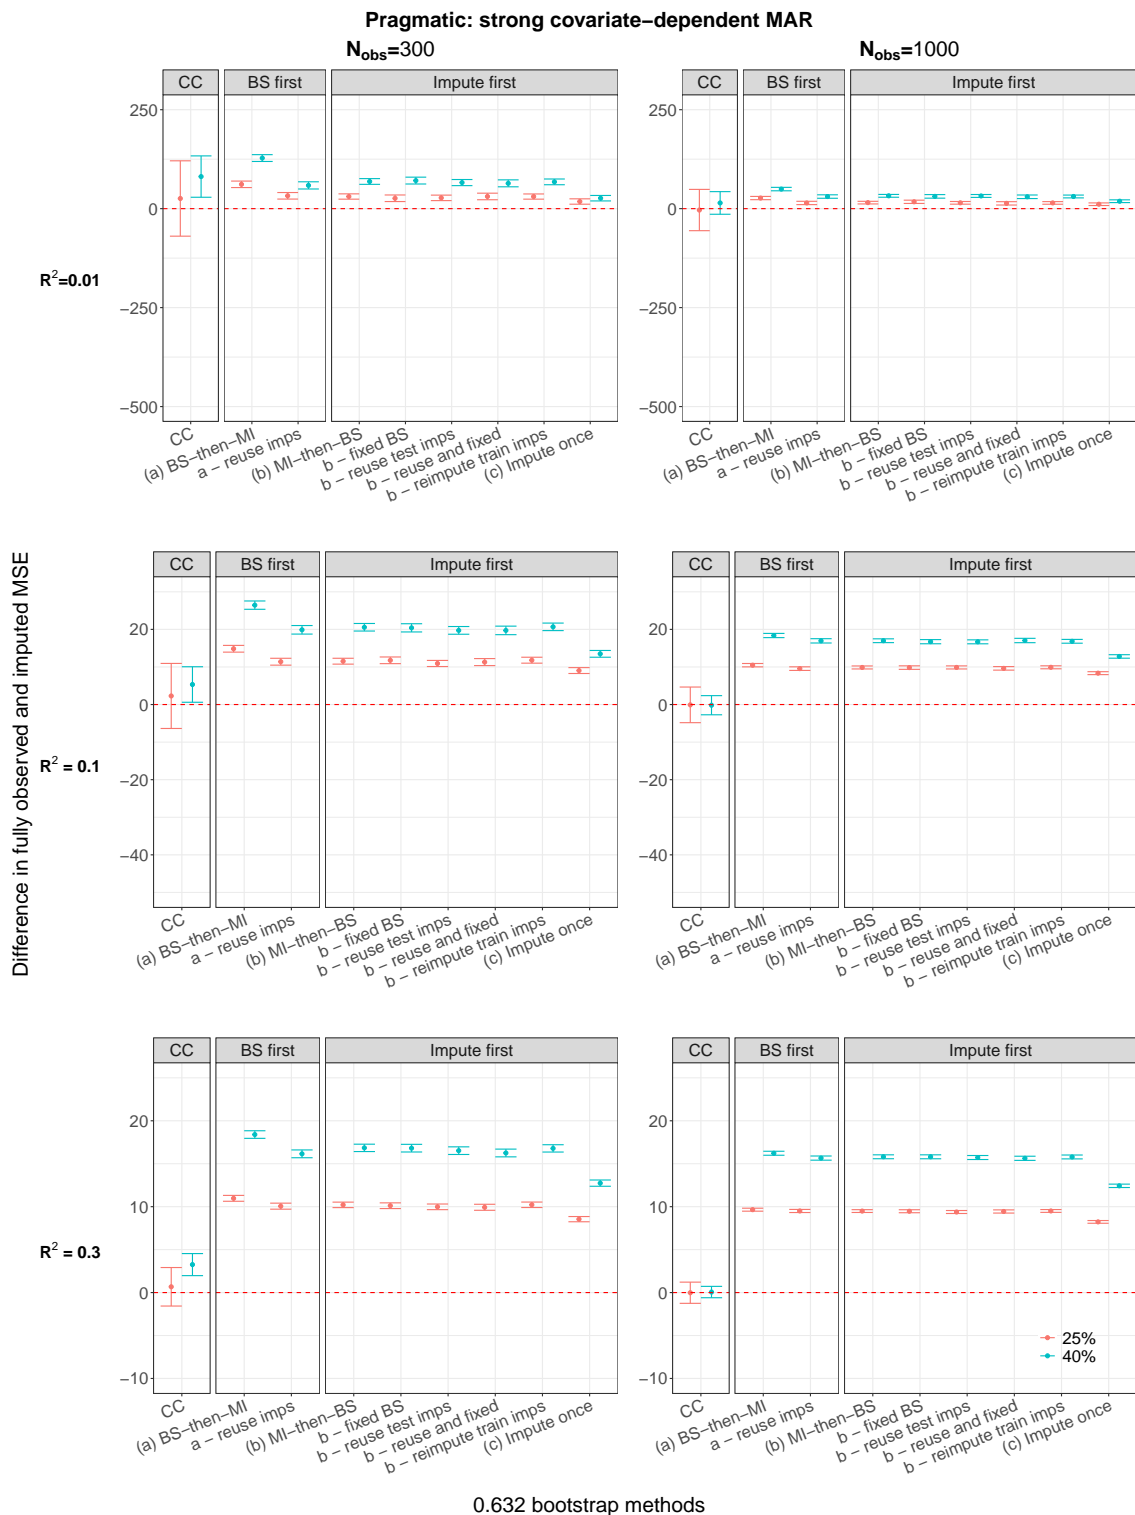 Pragmatic: strong covariate−dependent MAR
N_obs=300
N_obs=1000
CC
BS first
Impute first
CC
BS first
Impute first
250
0
−250
−500
250
0
−250
−500
R²=0.01
CC
(a) BS−then−MI
a − reuse imps
(b) MI−then−BS
b − fixed BS
b − reuse test imps
b − reuse and fixed
b − reimpute train imps
(c) Impute once
CC
(a) BS−then−MI
a − reuse imps
(b) MI−then−BS
b − fixed BS
b − reuse test imps
b − reuse and fixed
b − reimpute train imps
(c) Impute once
Difference in fully observed and imputed MSE
CC
BS first
Impute first
CC
BS first
Impute first
20
0
−20
−40
20
0
−20
−40
R² = 0.1
CC
(a) BS−then−MI
a − reuse imps
(b) MI−then−BS
b − fixed BS
b − reuse test imps
b − reuse and fixed
b − reimpute train imps
(c) Impute once
CC
(a) BS−then−MI
a − reuse imps
(b) MI−then−BS
b − fixed BS
b − reuse test imps
b − reuse and fixed
b − reimpute train imps
(c) Impute once
CC
BS first
Impute first
CC
BS first
Impute first
20
10
0
−10
20
10
0
−10
R² = 0.3
25%
40%
CC
(a) BS−then−MI
a − reuse imps
(b) MI−then−BS
b − fixed BS
b − reuse test imps
b − reuse and fixed
b − reimpute train imps
(c) Impute once
CC
(a) BS−then−MI
a − reuse imps
(b) MI−then−BS
b − fixed BS
b − reuse test imps
b − reuse and fixed
b − reimpute train imps
(c) Impute once
0.632 bootstrap methods